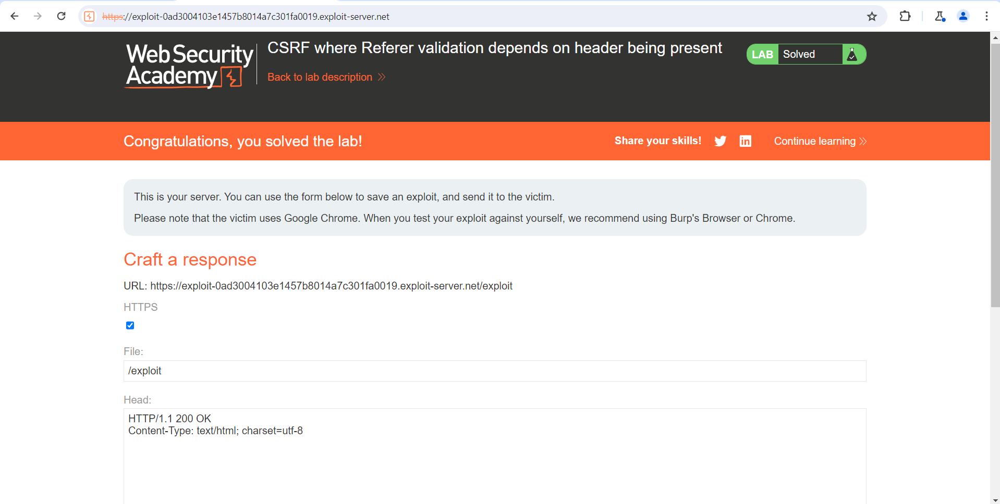 https://exploit-0ad3004103e1457b8014a7c301fa0019.exploit-server.net
Web Security
Academy
CSRF where Referer validation depends on header being present
Back to lab description
LAB Solved
Congratulations, you solved the lab!
Share your skills!
Continue learning
This is your server. You can use the form below to save an exploit, and send it to the victim.
Please note that the victim uses Google Chrome. When you test your exploit against yourself, we recommend using Burp's Browser or Chrome.
Craft a response
URL: https://exploit-0ad3004103e1457b8014a7c301fa0019.exploit-server.net/exploit
HTTPS
File:
/exploit
Head:
HTTP/1.1 200 OK
Content-Type: text/html; charset=utf-8